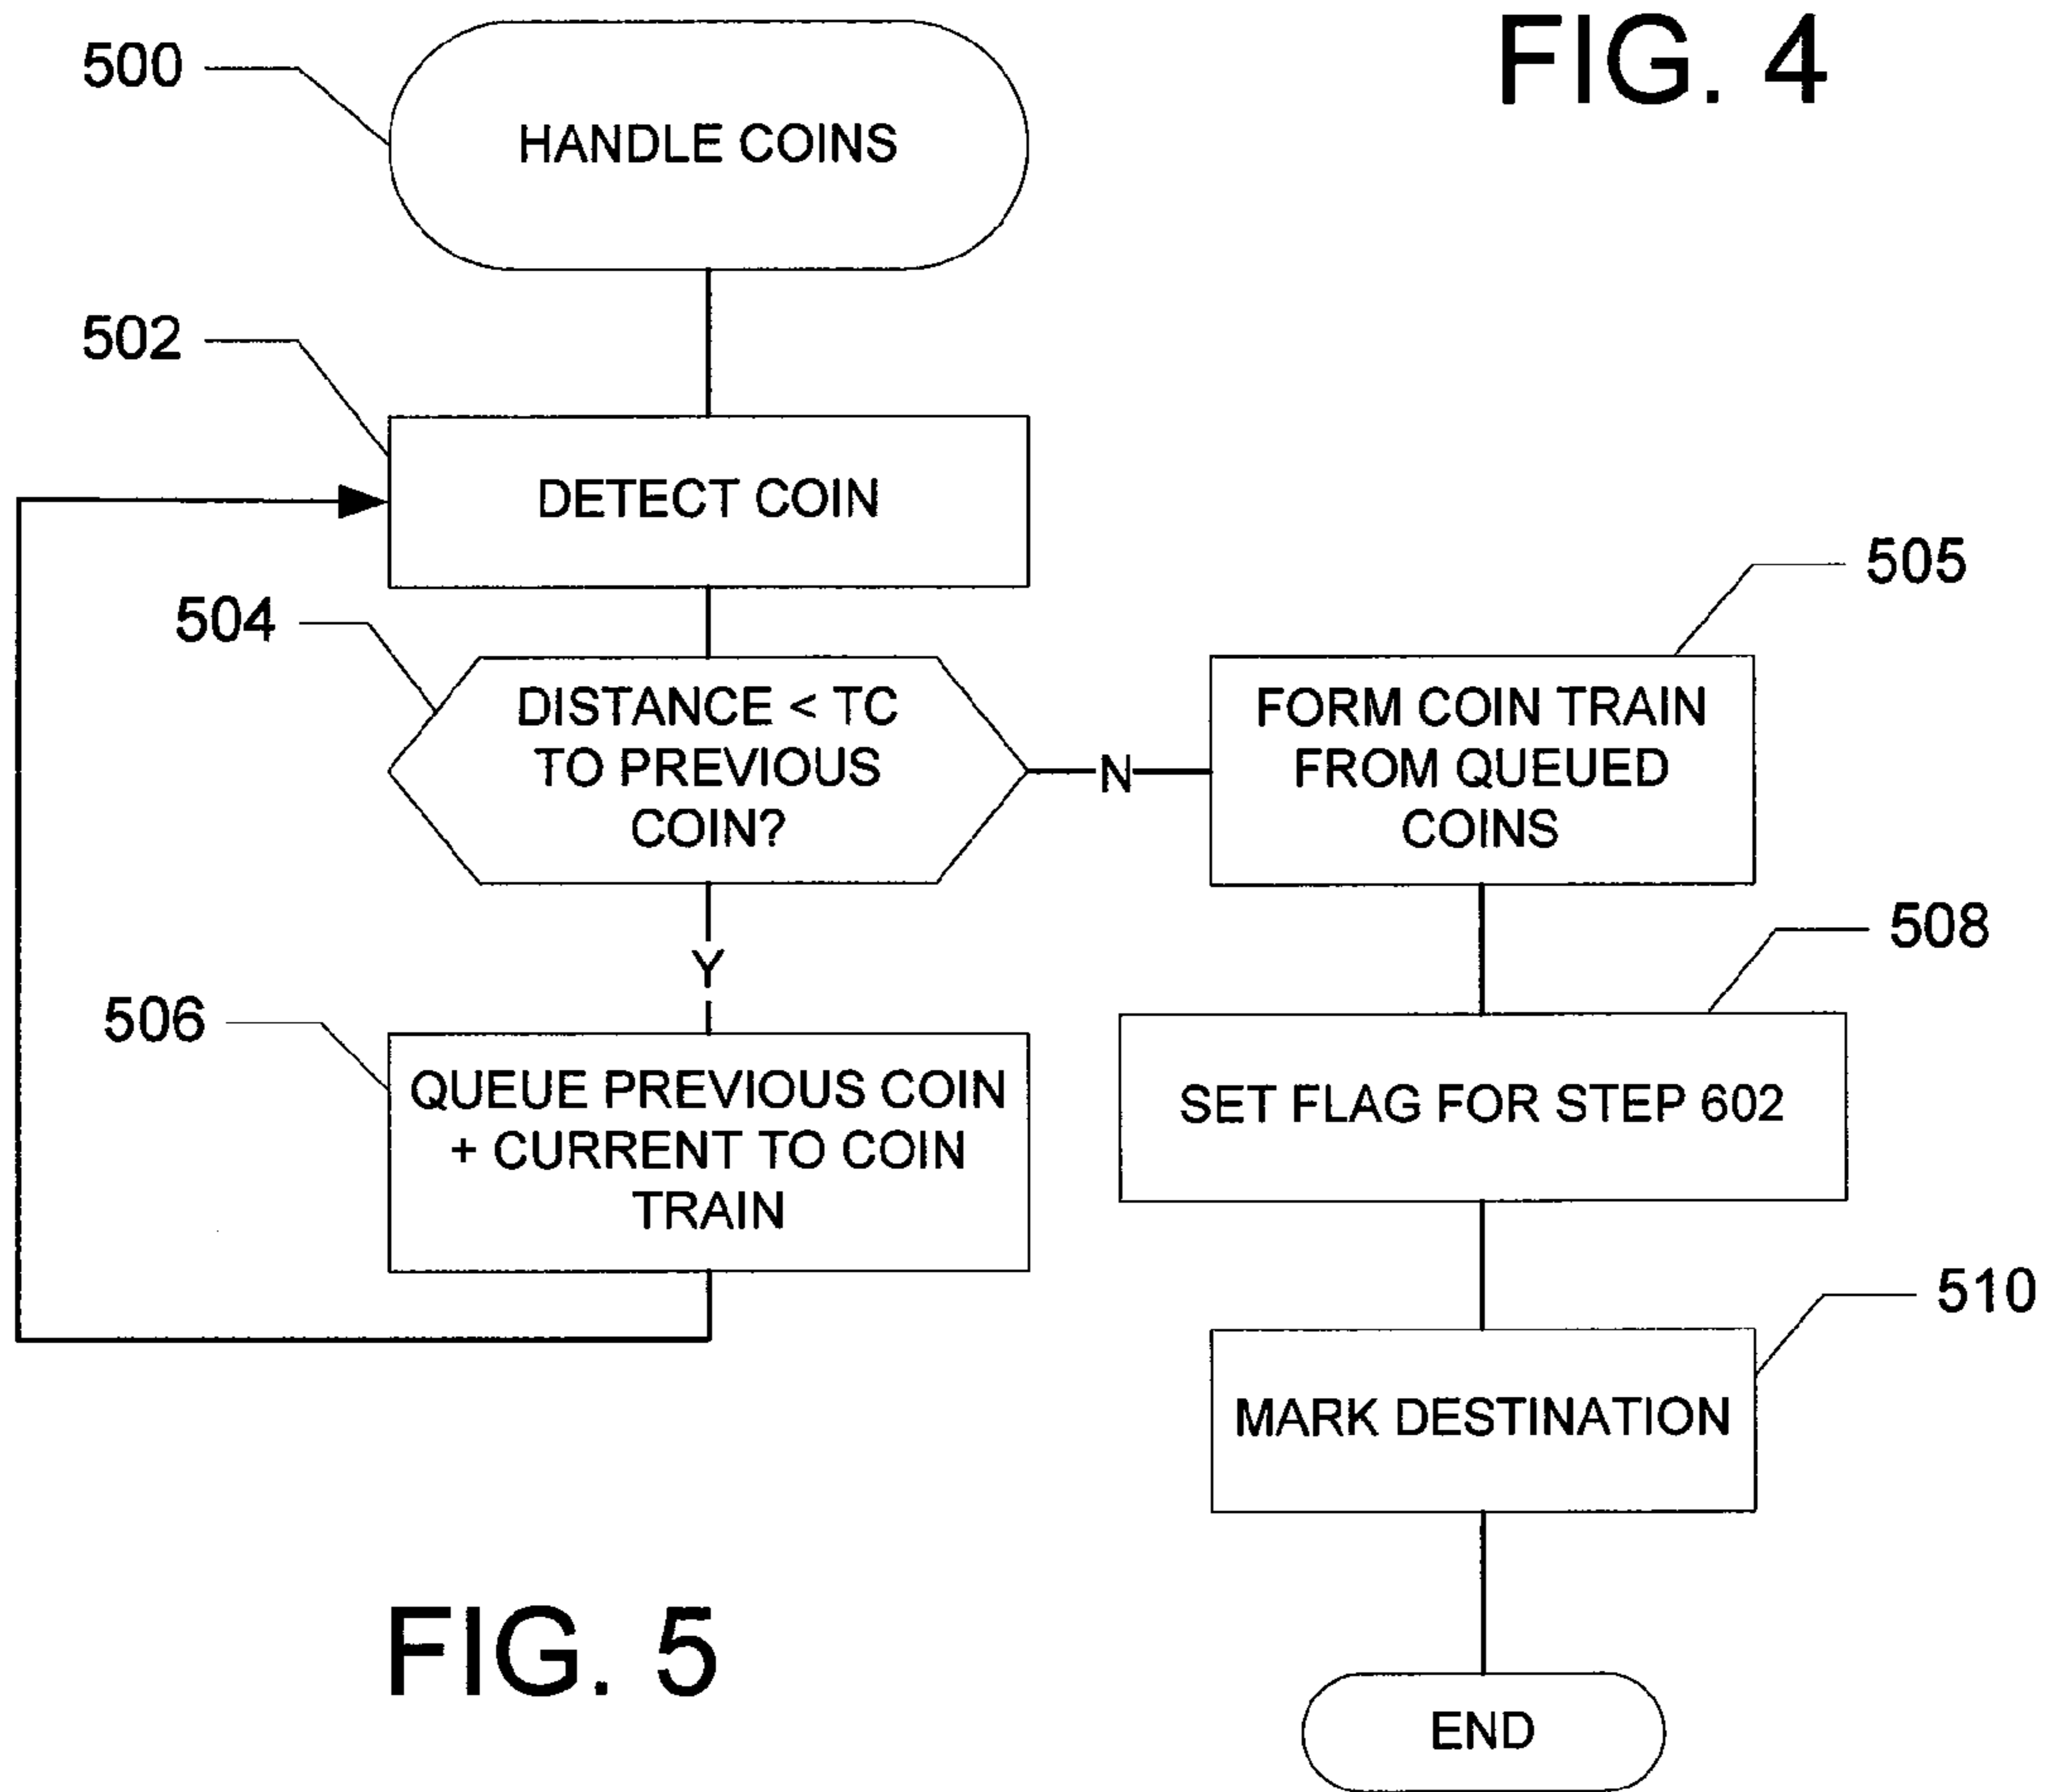 FIG. 4
500
HANDLE COINS
502
DETECT COIN
504
DISTANCE < TC
TO PREVIOUS
COIN?
N
505
FORM COIN TRAIN
FROM QUEUED
COINS
Y
506
QUEUE PREVIOUS COIN
+ CURRENT TO COIN
TRAIN
508
SET FLAG FOR STEP 602
510
MARK DESTINATION
END
FIG. 5